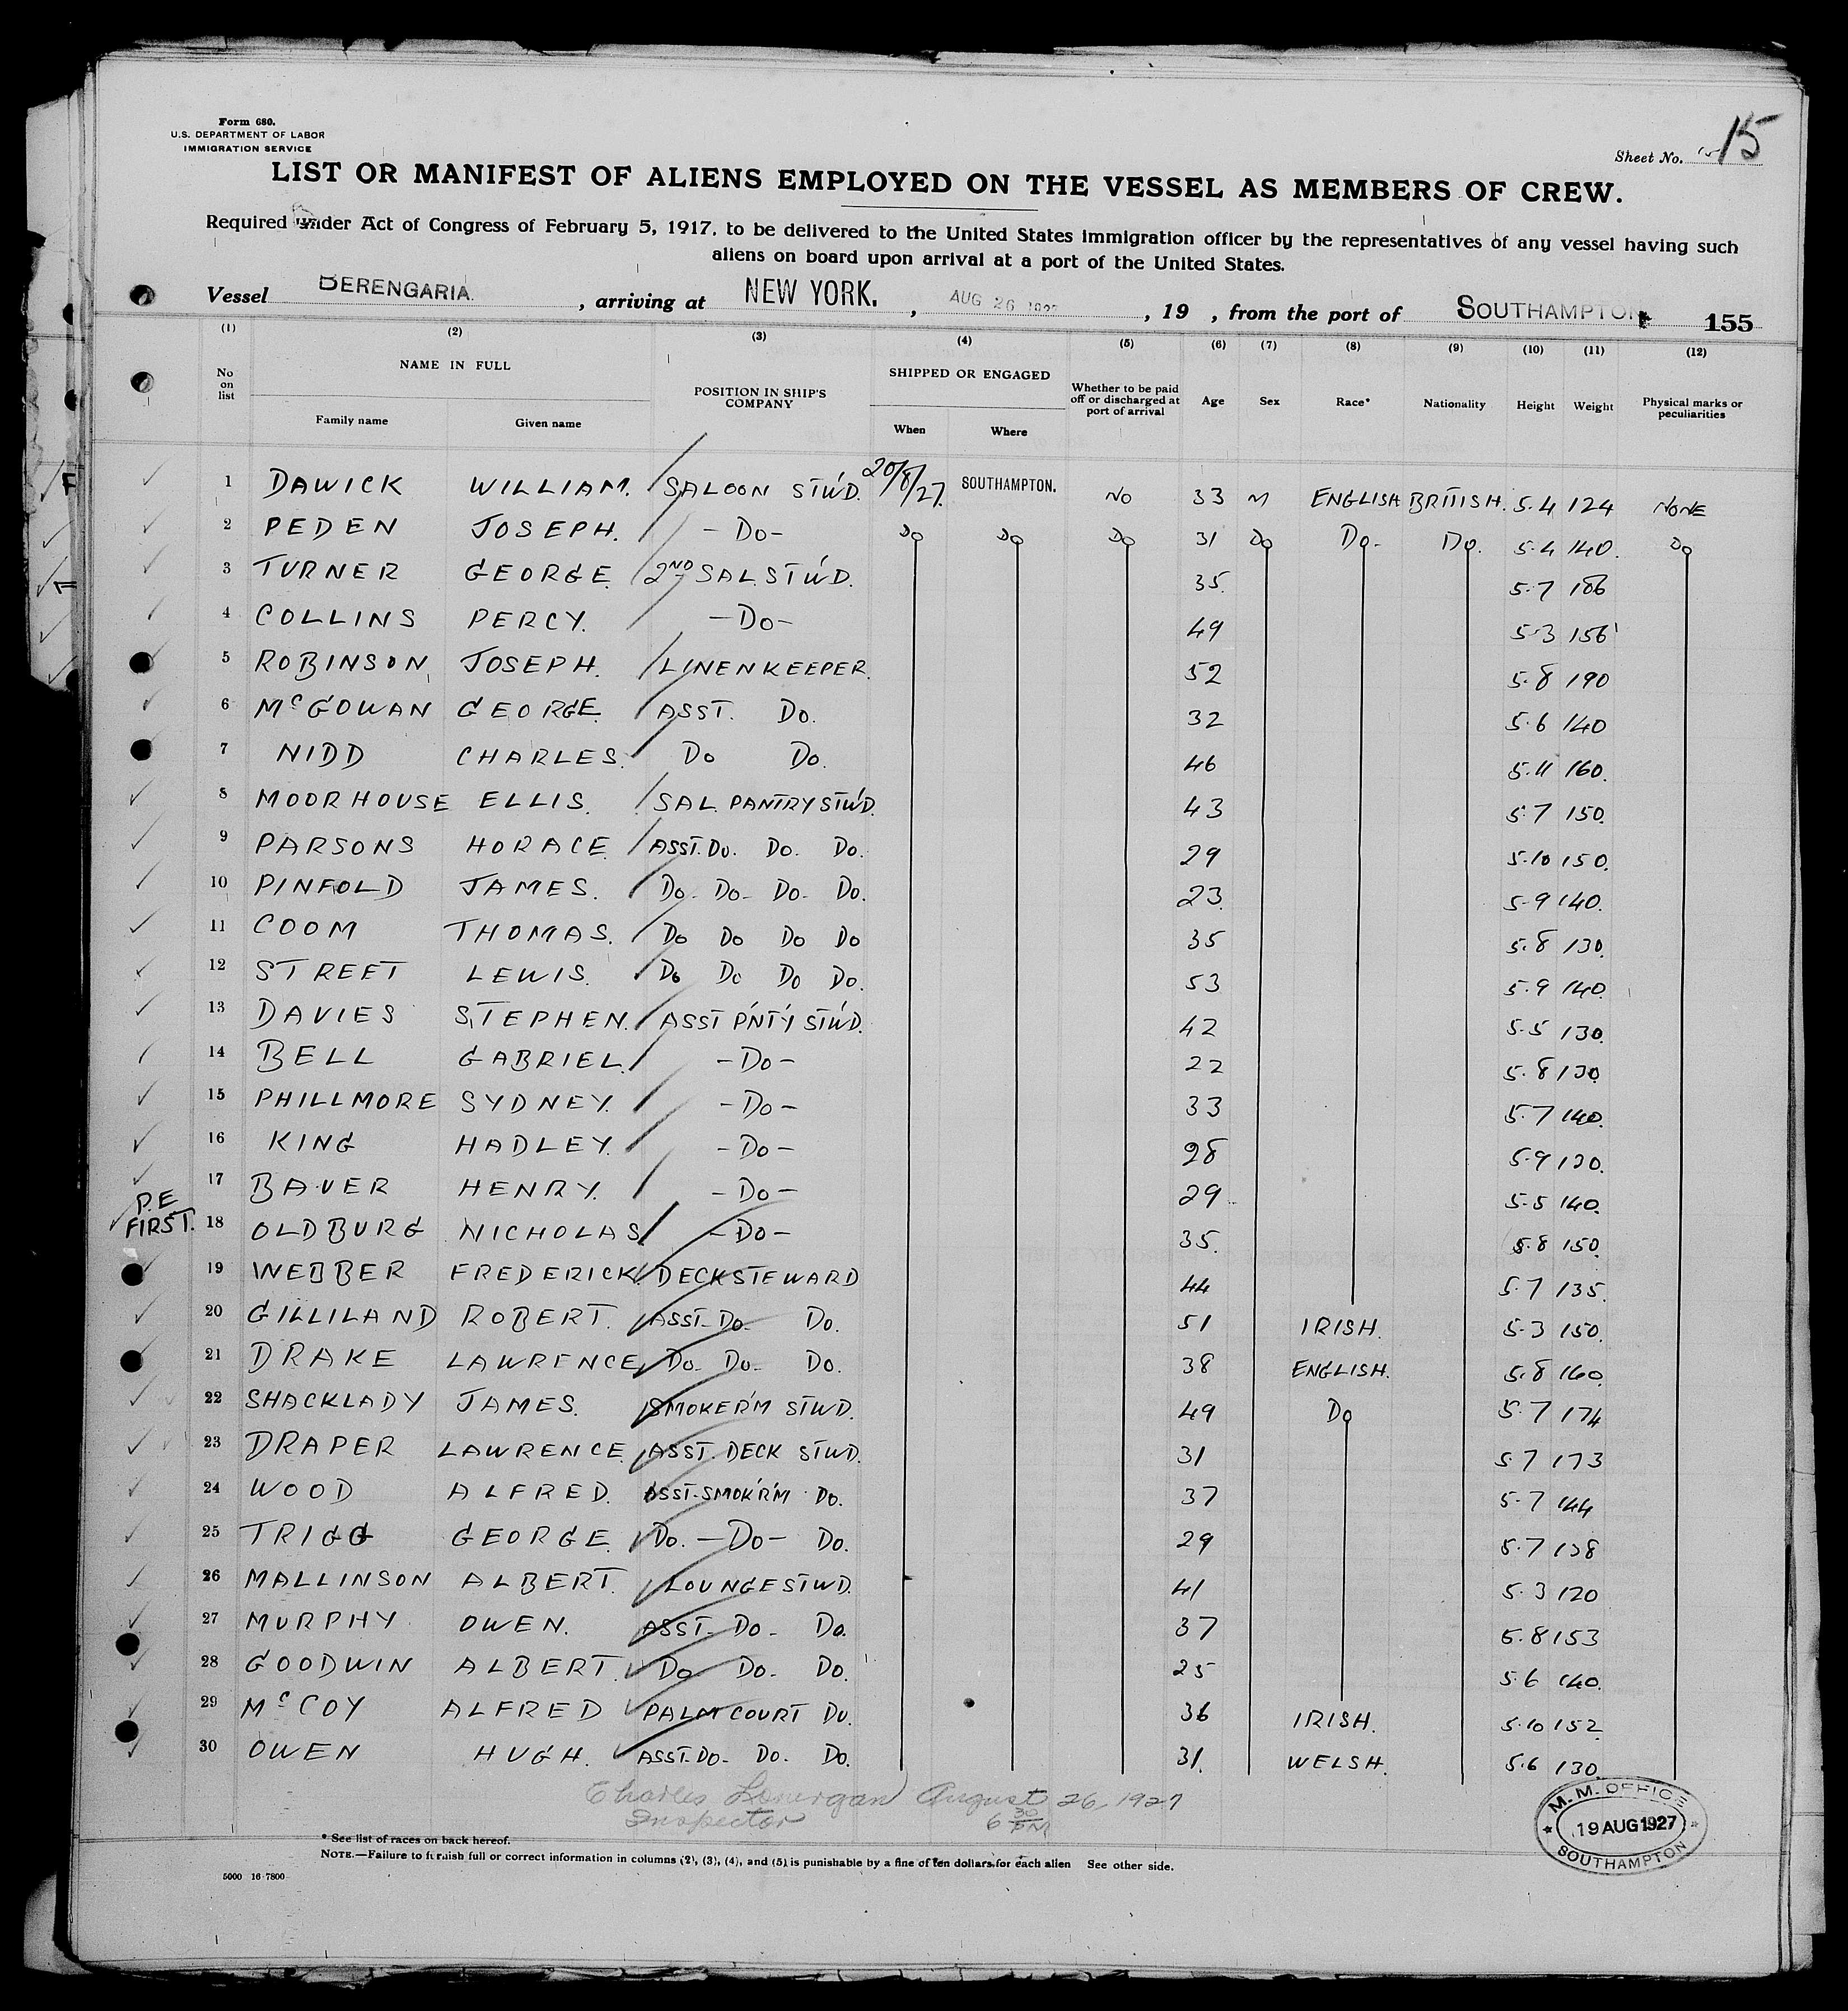 Form 680.
U.S. DEPARTMENT OF LABOR
IMMIGRATION SERVICE
Sheet No. 15
LIST OR MANIFEST OF ALIENS EMPLOYED ON THE VESSEL AS MEMBERS OF CREW.
Required under Act of Congress of February 5, 1917, to be delivered to the United States immigration officer by the representatives of any vessel having such
aliens on board upon arrival at a port of the United States.
Vessel BERENGARIA, arriving at NEW YORK., AUG 26 1927, 19 , from the port of SOUTHAMPTON 155
(1) (2) (3) (4) (5) (6) (7) (8) (9) (10) (11) (12)
No on list NAME IN FULL Family name Given name POSITION IN SHIP'S COMPANY SHIPPED OR ENGAGED When Where Whether to be paid off or discharged at port of arrival Age Sex Race* Nationality Height Weight Physical marks or peculiarities
1 DAWICK WILLIAM. SALOON STW'D. 20/8/27. SOUTHAMPTON. NO 33 M ENGLISH BRITISH. 5.4 124 NONE
2 PEDEN JOSEPH. -DO- DO DO DO 31 DO DO- DO. 5.4 140. DO
3 TURNER GEORGE. 2ND SAL. STW'D. 35. 5.7 186
4 COLLINS PERCY. -DO- 49 5.3 156
5 ROBINSON JOSEPH. LINENKEEPER. 52 5.8 190
6 McGOWAN GEORGE. ASST. DO. 32 5.6 140
7 NIDD CHARLES. DO DO. 46 5.11 160.
8 MOORHOUSE ELLIS. SAL. PANTRY STW'D. 43 5.7 150.
9 PARSONS HORACE. ASST. DO. DO. DO. 29 5.10 150.
10 PINFOLD JAMES. DO- DO- DO- DO. 23. 5.9 140.
11 COOM THOMAS. DO DO DO DO 35 5.8 130.
12 STREET LEWIS. DO DO DO DO. 53 5.9 140.
13 DAVIES STEPHEN. ASST P'NT'Y STW'D. 42 5.5 130.
14 BELL GABRIEL. -DO- 22 5.8 130.
15 PHILLMORE SYDNEY. -DO- 33 5.7 140.
16 KING HADLEY. -DO- 28 5.9 130.
17 BAUER HENRY. -DO- 29 5.5 140.
P.E.
FIRST. 18 OLDBURG NICHOLAS. -DO- 35. 5.8 150.
19 WEBBER FREDERICK. DECKSTEWARD 44 5.7 135.
20 GILLILAND ROBERT. ASST- DO- DO. 51 IRISH. 5.3 150.
21 DRAKE LAWRENCE DO- DO- DO. 38 ENGLISH. 5.8 160.
22 SHACKLADY JAMES. SMOKER'M STWD. 49 DO 5.7 174
23 DRAPER LAWRENCE. ASST. DECK STWD. 31 5.7 173
24 WOOD ALFRED. ASST-SMOK'R'M DO. 37 5.7 144
25 TRIGG GEORGE. DO. -DO- DO. 29 5.7 138
26 MALLINSON ALBERT. LOUNGE STWD. 41 5.3 120
27 MURPHY OWEN. ASST- DO- DO. 37 5.8 153
28 GOODWIN ALBERT. DO DO- DO. 25 5.6 140.
29 McCOY ALFRED PALM COURT DO. 36 IRISH. 5.10 152
30 OWEN HUGH. ASST-DO- DO. DO. 31. WELSH. 5.6 130.
Charles Lonergan August 26, 1927
Inspector 6 30 PM
M. M. OFFICE
19 AUG 1927
SOUTHAMPTON
* See list of races on back hereof.
NOTE.—Failure to furnish full or correct information in columns (2), (3), (4), and (5) is punishable by a fine of ten dollars for each alien See other side.
5000 16-7800